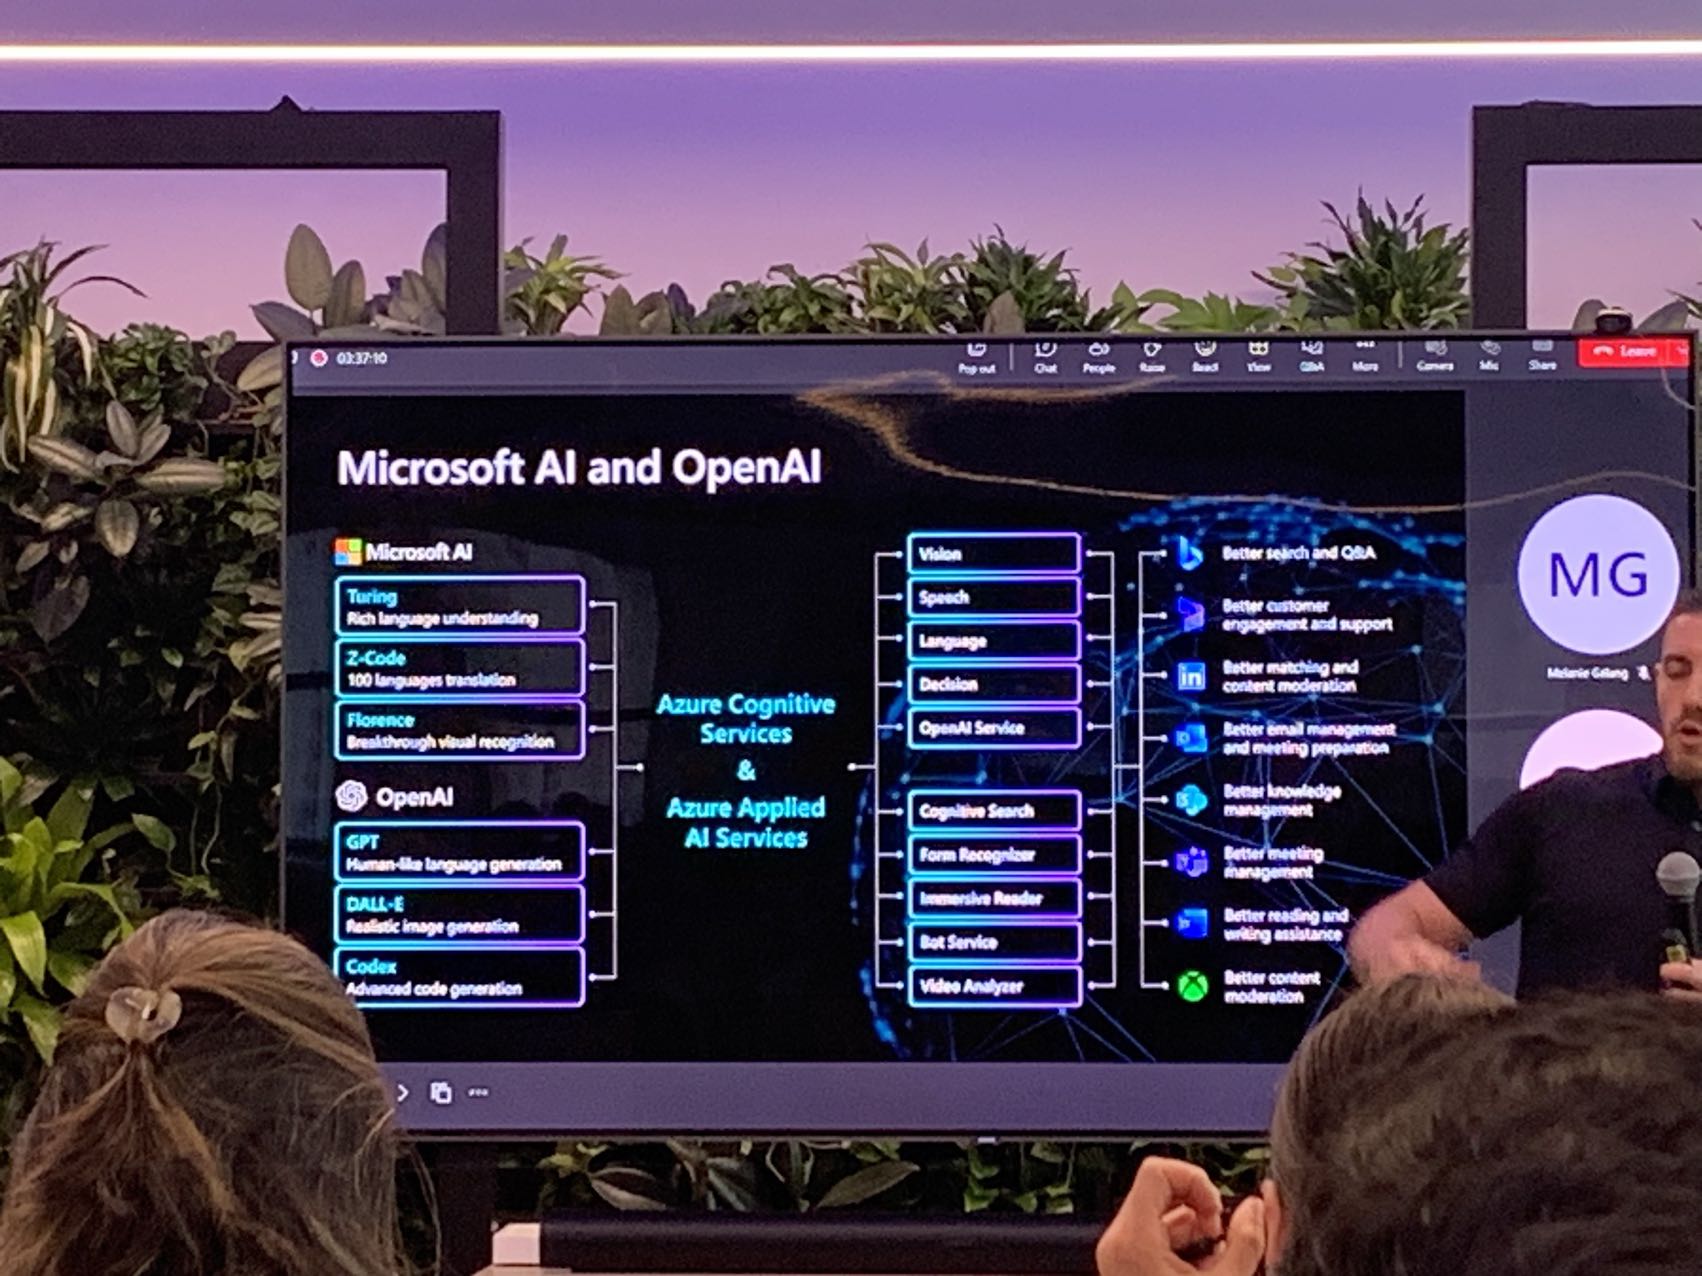 03:37:10
Pop out
Chat
People
Raise
React
View
Q&A
More
Camera
Mic
Share
Leave
Microsoft AI and OpenAI
Microsoft AI
Turing
Rich language understanding
Z-Code
100 languages translation
Florence
Breakthrough visual recognition
OpenAI
GPT
Human-like language generation
DALL-E
Realistic image generation
Codex
Advanced code generation
Azure Cognitive
Services
&
Azure Applied
AI Services
Vision
Speech
Language
Decision
OpenAI Service
Cognitive Search
Form Recognizer
Immersive Reader
Bot Service
Video Analyzer
Better search and Q&A
Better customer
engagement and support
in
Better matching and
content moderation
Better email management
and meeting preparation
Better knowledge
management
Better meeting
management
Better reading and
writing assistance
Better content
moderation
MG
Melanie Galang